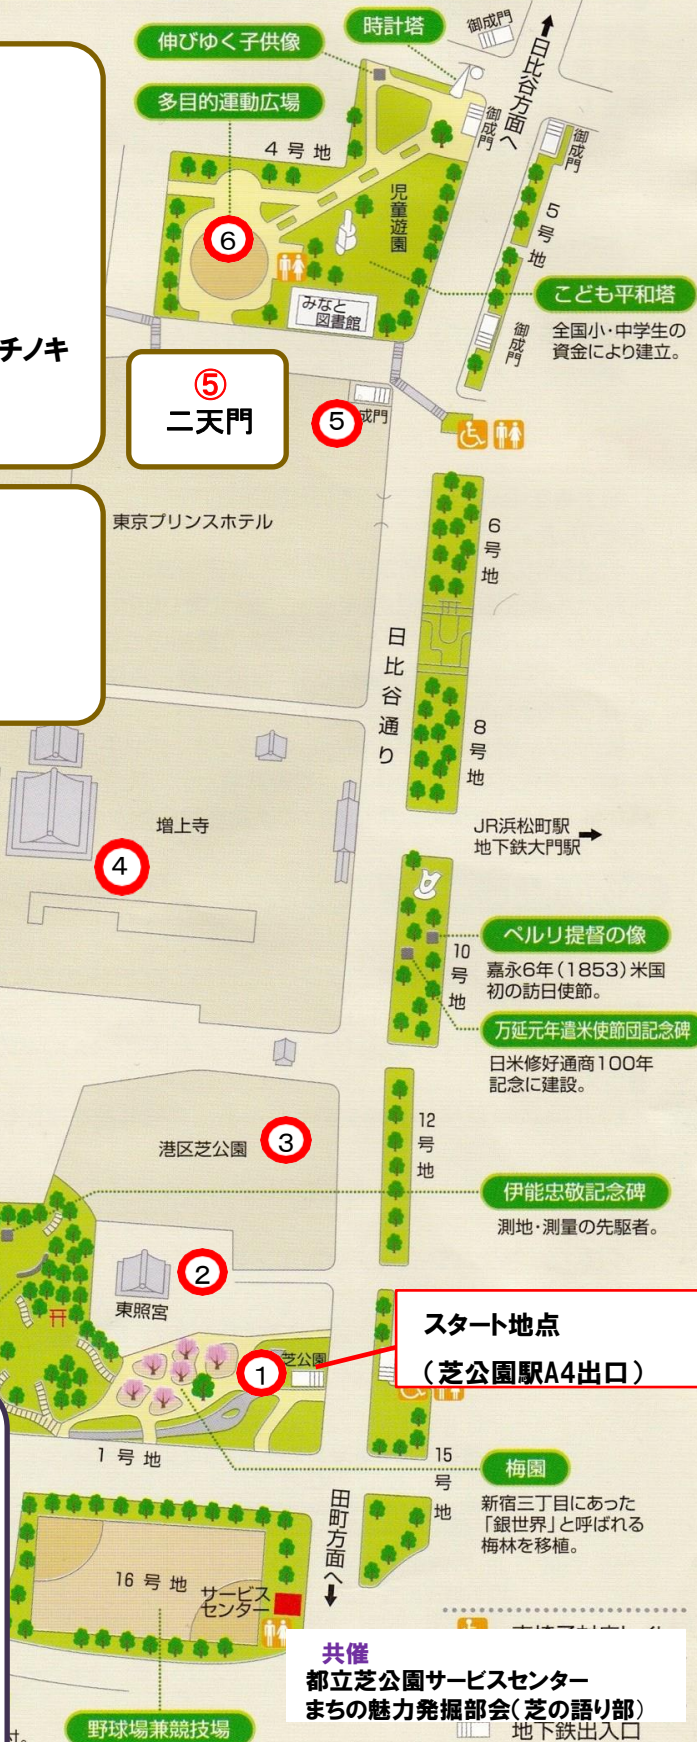 伸びゆく子供像
時計塔
御成門
日比谷方面へ
多目的運動広場
4号地
御成門
御成門
児童遊園
5号地
⑥
こども平和塔
全国小・中学生の
資金により建立。
みなと
図書館
御成門
チノキ
⑤
二天門
⑤
成門
東京プリンスホテル
6号地
日比谷通り
8号地
増上寺
JR浜松町駅
地下鉄大門駅
④
ペルリ提督の像
嘉永6年(1853)米国
初の訪日使節。
10号地
万延元年遣米使節団記念碑
日米修好通商100年
記念に建設。
港区芝公園
③
12号地
伊能忠敬記念碑
測地・測量の先駆者。
②
東照宮
スタート地点
(芝公園駅A4出口)
①
芝公園
1号地
15号地
梅園
新宿三丁目にあった
「銀世界」と呼ばれる
梅林を移植。
田町方面へ
16号地
サービス
センター
共催
都立芝公園サービスセンター
まちの魅力発掘部会(芝の語り部)
野球場兼競技場
地下鉄出入口